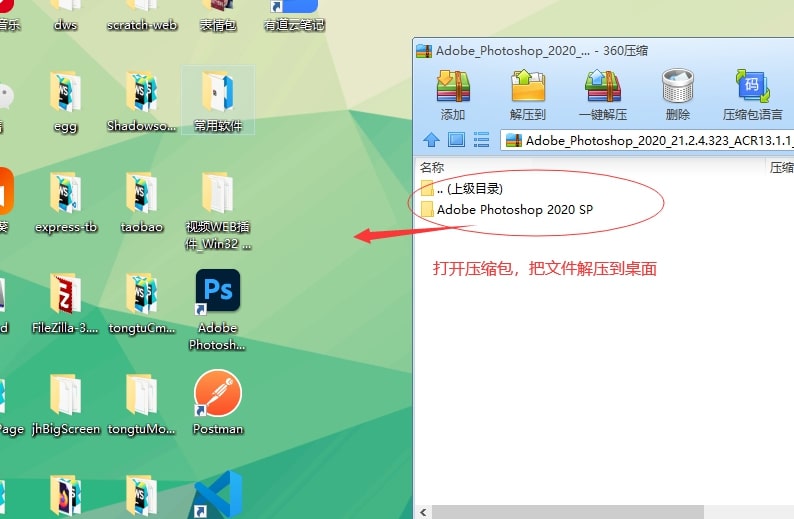 音乐
dws
scratch-web
表情包
有道云笔记
egg
Shadowso...
常用软件
express-tb
taobao
视频WEB插
件_Win32 ...
FileZilla-3....
tongtuCm...
Ps
Adobe
Photosh...
Page
jhBigScreen
tongtuMo...
Postman
Adobe_Photoshop_2020_... - 360压缩
添加
解压到
一键解压
删除
码
压缩包语言
Adobe_Photoshop_2020_21.2.4.323_ACR13.1.1_
名称
压缩
.. (上级目录)
Adobe Photoshop 2020 SP
打开压缩包，把文件解压到桌面